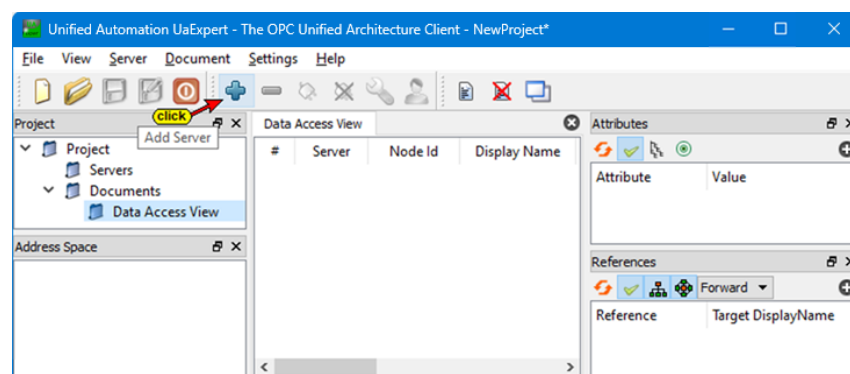 Unified Automation UaExpert - The OPC Unified Architecture Client - NewProject*
File View Server Document Settings Help
click
Add Server
Project
Project
Servers
Documents
Data Access View
Address Space
Data Access View
# Server Node Id Display Name
Attributes
Attribute Value
References
Forward
Reference Target DisplayName